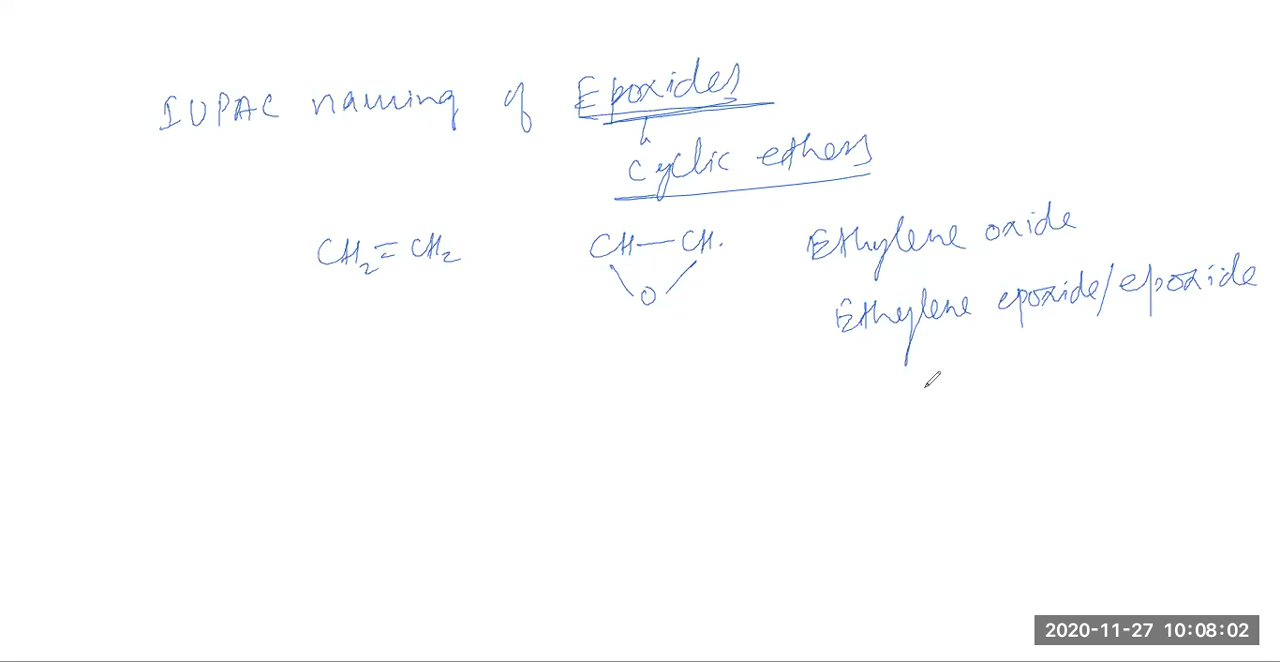 IUPAC naming of Epoxides
Cyclic ethers
CH2=CH2 CH—CH. Ethylene oxide
O
Ethylene epoxide/epoxide
2020-11-27 10:08:02